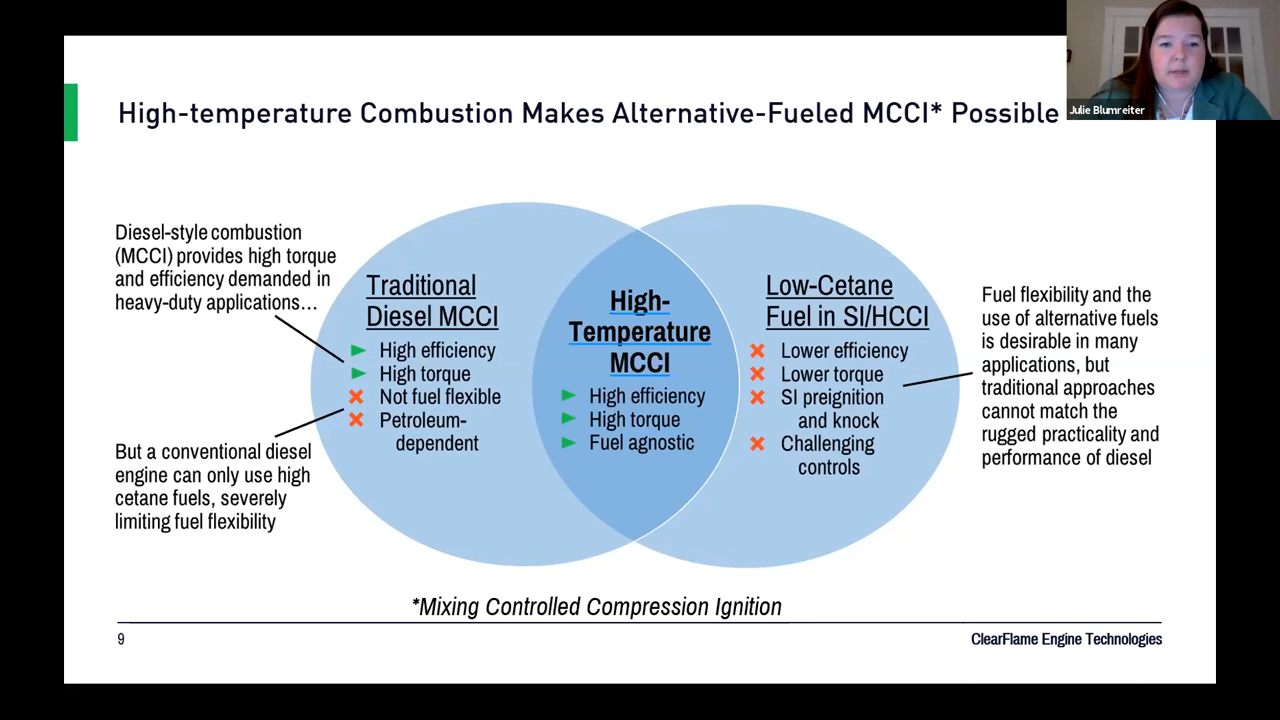 High-temperature Combustion Makes Alternative-Fueled MCCI* Possible
Julie Blumreiter
Diesel-style combustion
(MCCI) provides high torque
and efficiency demanded in
heavy-duty applications…
But a conventional diesel
engine can only use high
cetane fuels, severely
limiting fuel flexibility
Traditional
Diesel MCCI
High efficiency
High torque
Not fuel flexible
Petroleum-
dependent
High-
Temperature
MCCI
High efficiency
High torque
Fuel agnostic
Low-Cetane
Fuel in SI/HCCI
Lower efficiency
Lower torque
SI preignition
and knock
Challenging
controls
Fuel flexibility and the
use of alternative fuels
is desirable in many
applications, but
traditional approaches
cannot match the
rugged practicality and
performance of diesel
*Mixing Controlled Compression Ignition
9
ClearFlame Engine Technologies